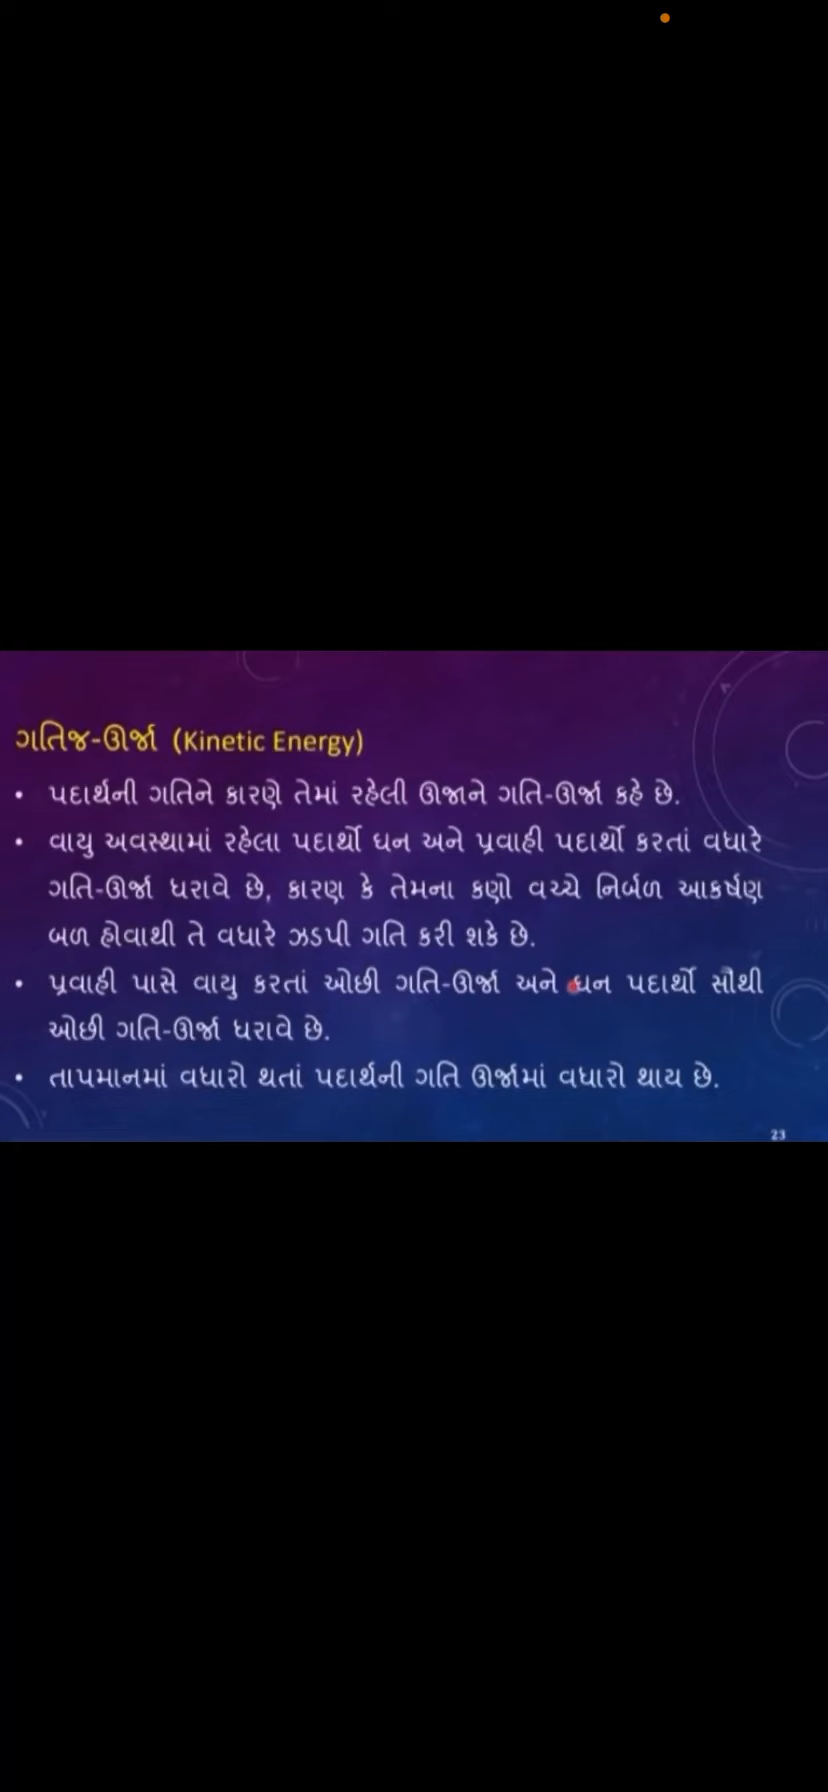 ગતિજ-ઊર્જા (Kinetic Energy)
• પદાર્થની ગતિને કારણે તેમાં રહેલી ઊજાને ગતિ-ઊર્જા કહે છે.
• વાયુ અવસ્થામાં રહેલા પદાર્થો ઘન અને પ્રવાહી પદાર્થો કરતાં વધારે
ગતિ-ઊર્જા ધરાવે છે, કારણ કે તેમના કણો વચ્ચે નિર્બળ આકર્ષણ
બળ હોવાથી તે વધારે ઝડપી ગતિ કરી શકે છે.
• પ્રવાહી પાસે વાયુ કરતાં ઓછી ગતિ-ઊર્જા અને ઘન પદાર્થો સૌથી
ઓછી ગતિ-ઊર્જા ધરાવે છે.
• તાપમાનમાં વધારો થતાં પદાર્થની ગતિ ઊર્જામાં વધારો થાય છે.
23